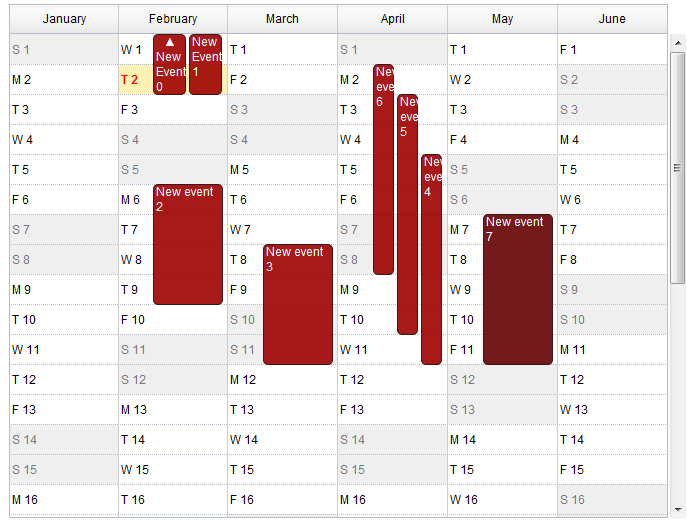 January February March April May June
S 1 W 1 New T 1 S 1 T 1 F 1
New Event 1
M 2 T 2 Event 0 F 2 M 2 New eve 6 W 2 S 2
T 3 F 3 S 3 T 3 New eve 5 T 3 S 3
W 4 S 4 S 4 W 4 F 4 M 4
T 5 S 5 M 5 T 5 New eve 4 S 5 T 5
F 6 M 6 New event 2 T 6 F 6 S 6 W 6
S 7 T 7 W 7 S 7 M 7 New event 7 T 7
S 8 W 8 T 8 New event 3 S 8 T 8 F 8
M 9 T 9 F 9 M 9 W 9 S 9
T 10 F 10 S 10 T 10 T 10 S 10
W 11 S 11 S 11 W 11 F 11 M 11
T 12 S 12 M 12 T 12 S 12 T 12
F 13 M 13 T 13 F 13 S 13 W 13
S 14 T 14 W 14 S 14 M 14 T 14
S 15 W 15 T 15 S 15 T 15 F 15
M 16 T 16 F 16 M 16 W 16 S 16